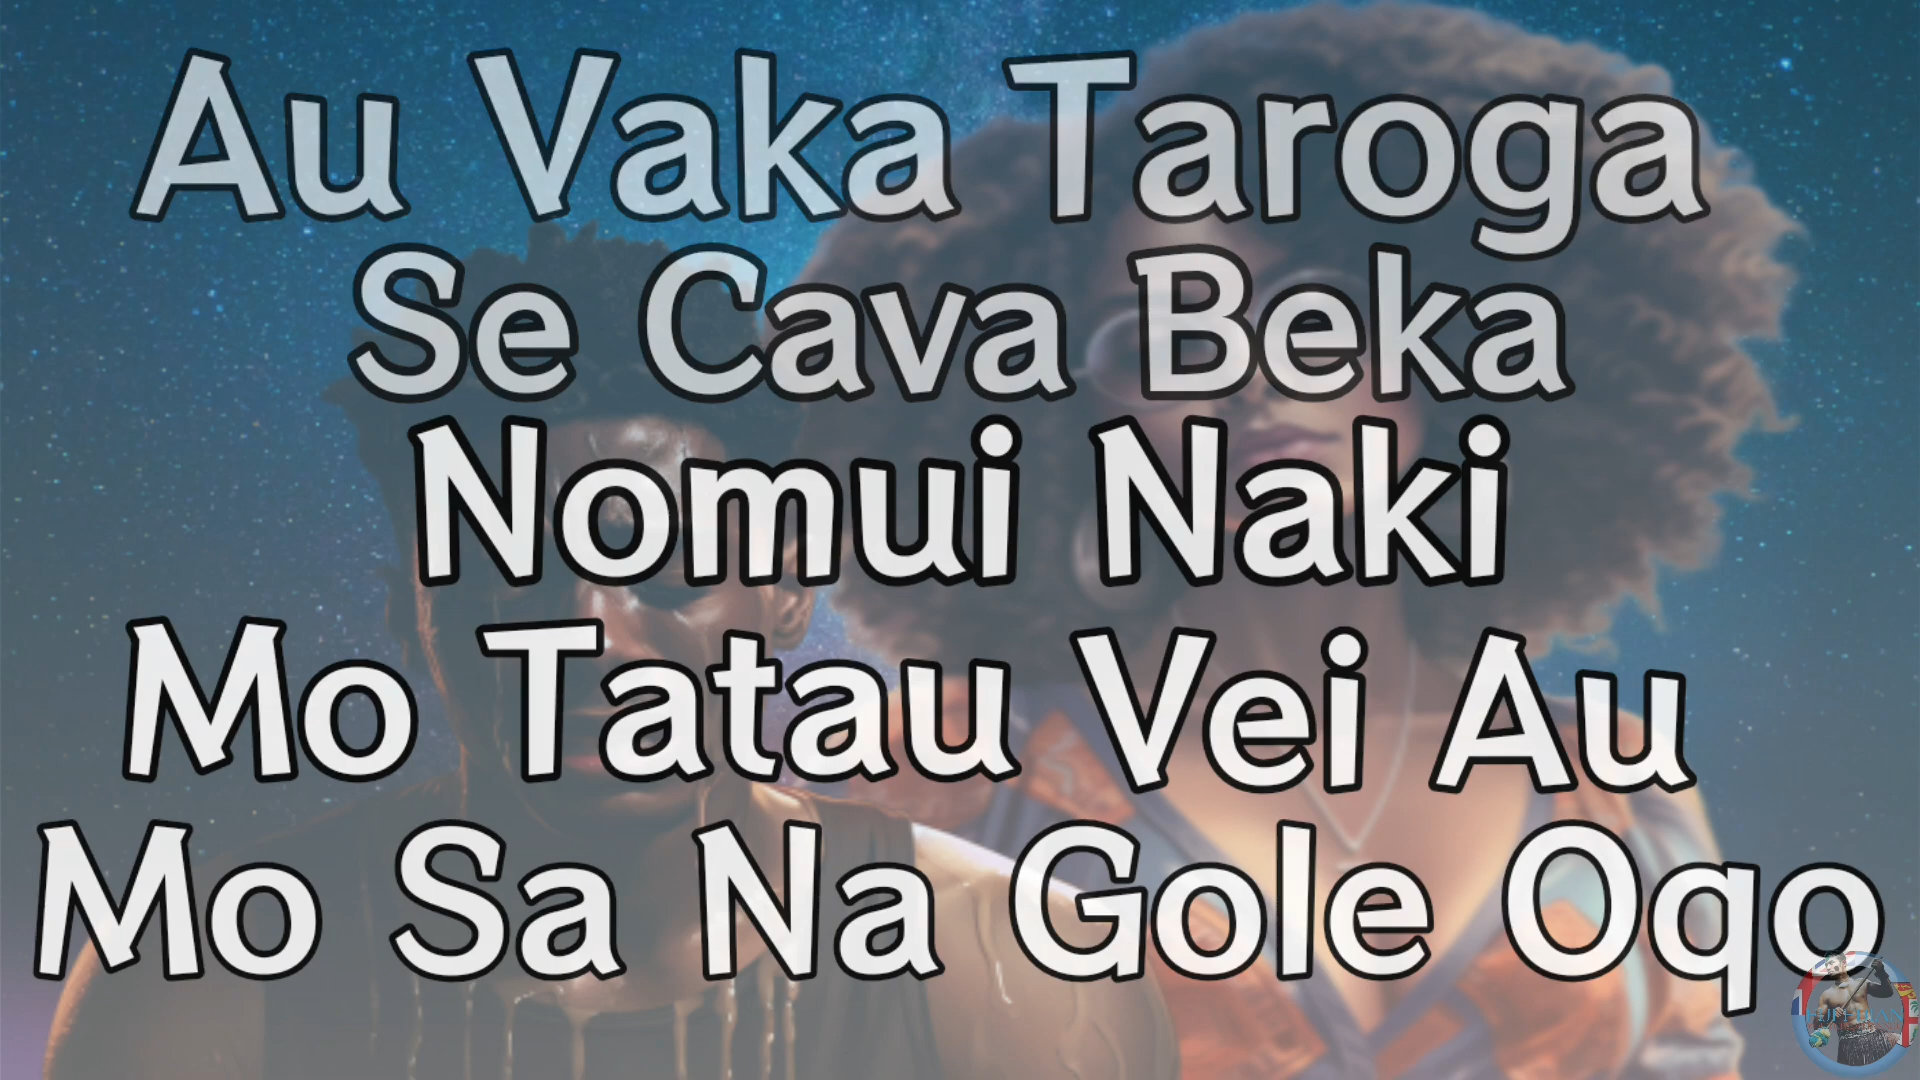 Au Vaka Taroga
Se Cava Beka
Nomui Naki
Mo Tatau Vei Au
Mo Sa Na Gole Oqo